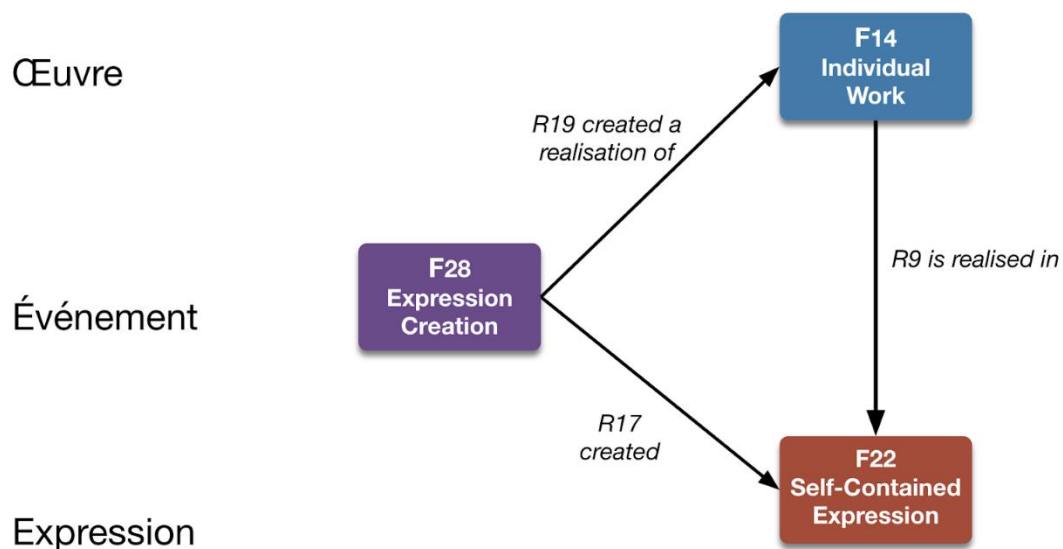 Œuvre
F14
Individual
Work
R19 created a
realisation of
F28
Expression
Creation
R9 is realised in
Événement
R17
created
F22
Self-Contained
Expression
Expression